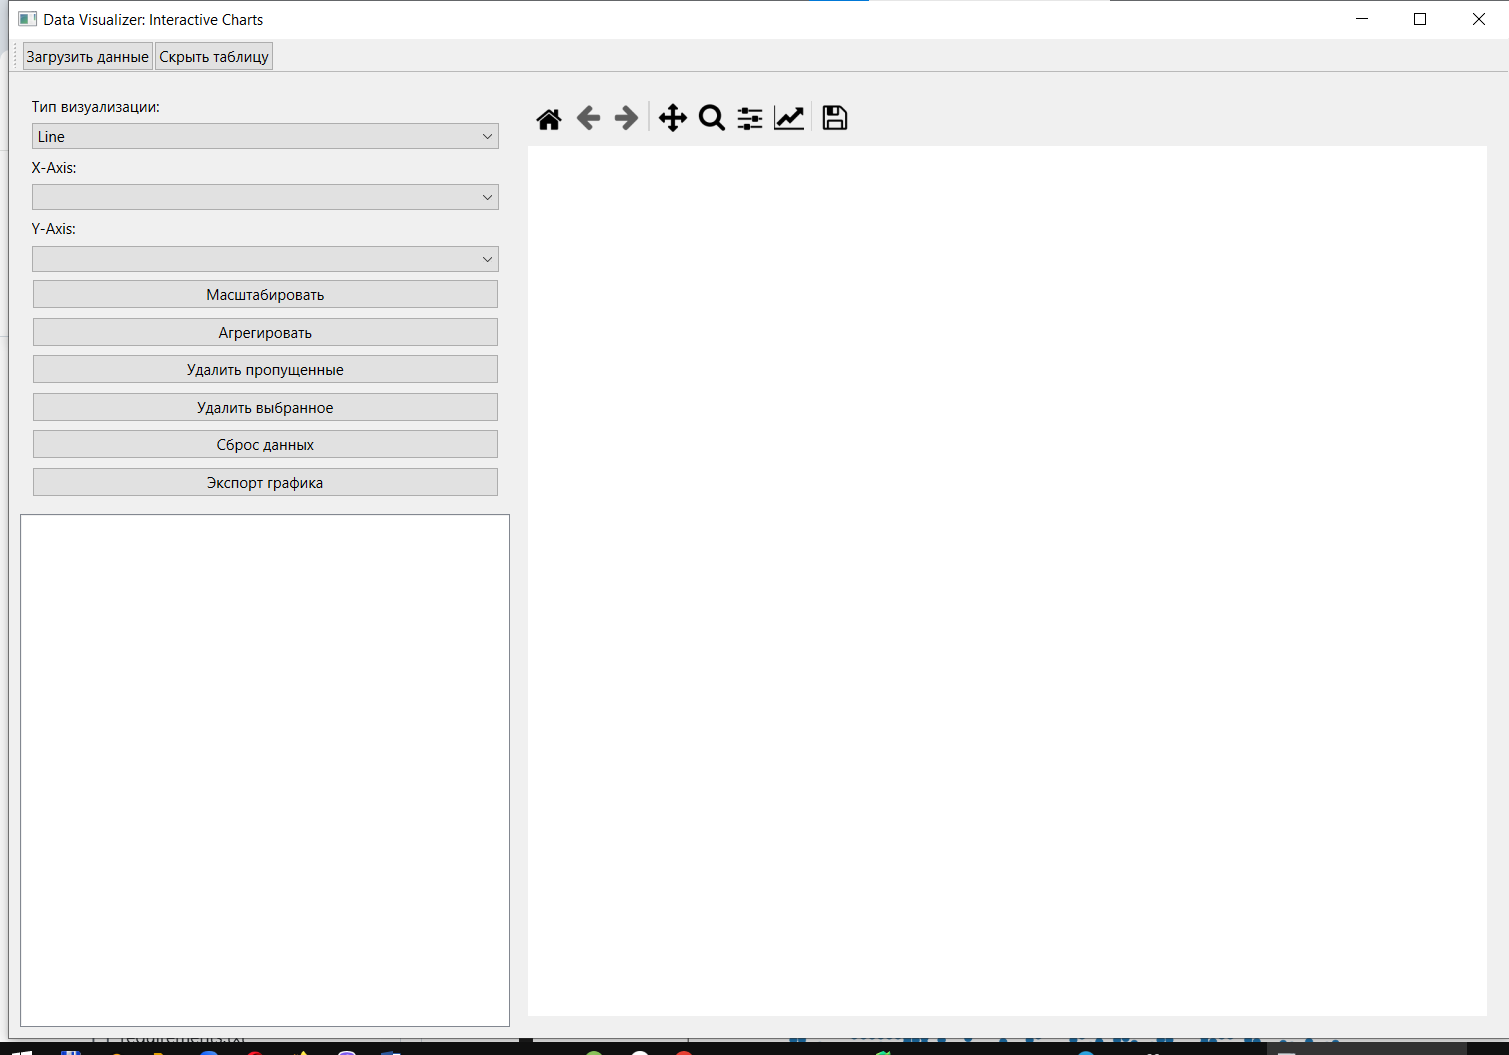 Data Visualizer: Interactive Charts
Загрузить данные
Скрыть таблицу
Тип визуализации:
Line
X-Axis:
Y-Axis:
Масштабировать
Агрегировать
Удалить пропущенные
Удалить выбранное
Сброс данных
Экспорт графика
requirements.txt